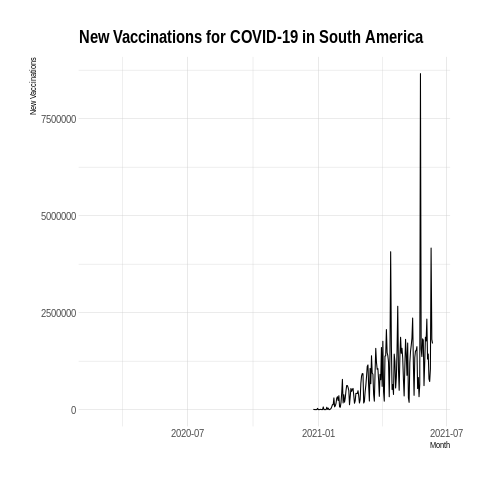 New Vaccinations for COVID-19 in South America
New Vaccinations
7500000
5000000
2500000
0
2020-07
2021-01
2021-07
Month